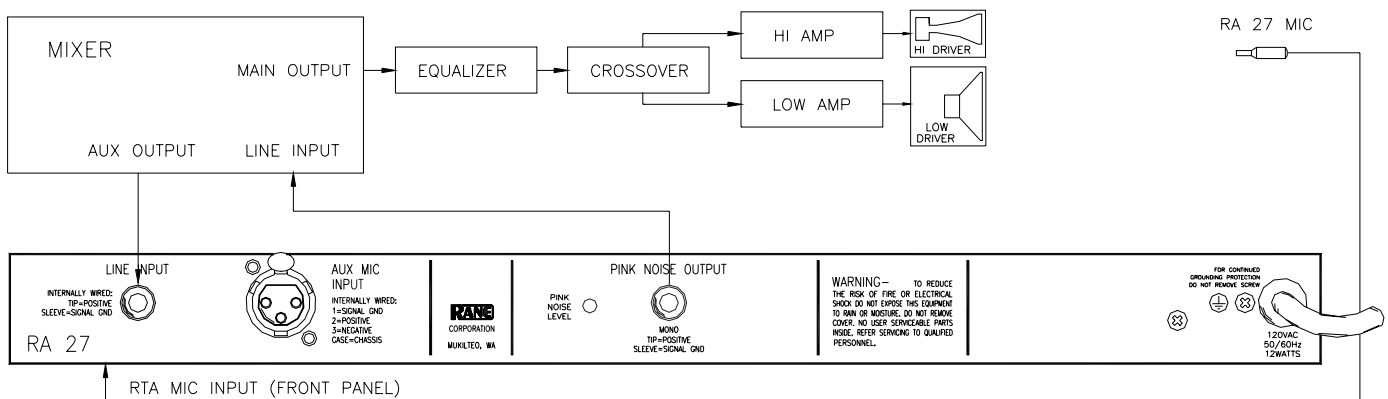 MIXER
MAIN OUTPUT
AUX OUTPUT
LINE INPUT
EQUALIZER
CROSSOVER
HI AMP
LOW AMP
HI DRIVER
LOW
DRIVER
RA 27 MIC
LINE INPUT
INTERNALLY WIRED:
TIP=POSITIVE
SLEEVE=SIGNAL GND
RA 27
AUX MIC
INPUT
INTERNALLY WIRED:
1=SIGNAL GND
2=POSITIVE
3=NEGATIVE
CASE=CHASSIS
RANE
CORPORATION
MUKILTEO, WA
PINK NOISE OUTPUT
PINK
NOISE
LEVEL
MONO
TIP=POSITIVE
SLEEVE=SIGNAL GND
WARNING- TO REDUCE
THE RISK OF FIRE OR ELECTRICAL
SHOCK DO NOT EXPOSE THIS EQUIPMENT
TO RAIN OR MOISTURE. DO NOT REMOVE
COVER. NO USER SERVICEABLE PARTS
INSIDE. REFER SERVICING TO QUALIFIED
PERSONNEL.
FOR CONTINUED
GROUNDING PROTECTION
DO NOT REMOVE SCREW
120VAC
50/60Hz
12WATTS
RTA MIC INPUT (FRONT PANEL)